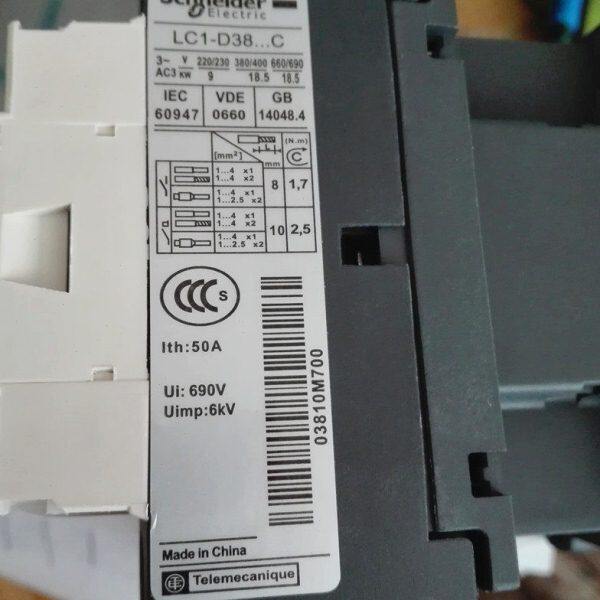 Schneider
Electric
LC1-D38...C
3~ V 220/230 380/400 660/690
AC3 KW 9 18.5 18.5
IEC VDE GB
60947 0660 14048.4
(N.m)
[mm²] L mm C
1...4 x1
1...4 x2
1...4 x1
1...2.5 x2
8 1,7
1...4 x1
1...4 x2
1...4 x1
1...2.5 x2
10 2,5
CCC S
Ith:50A
Ui: 690V
Uimp:6kV
03810M700
Made in China
Telemecanique